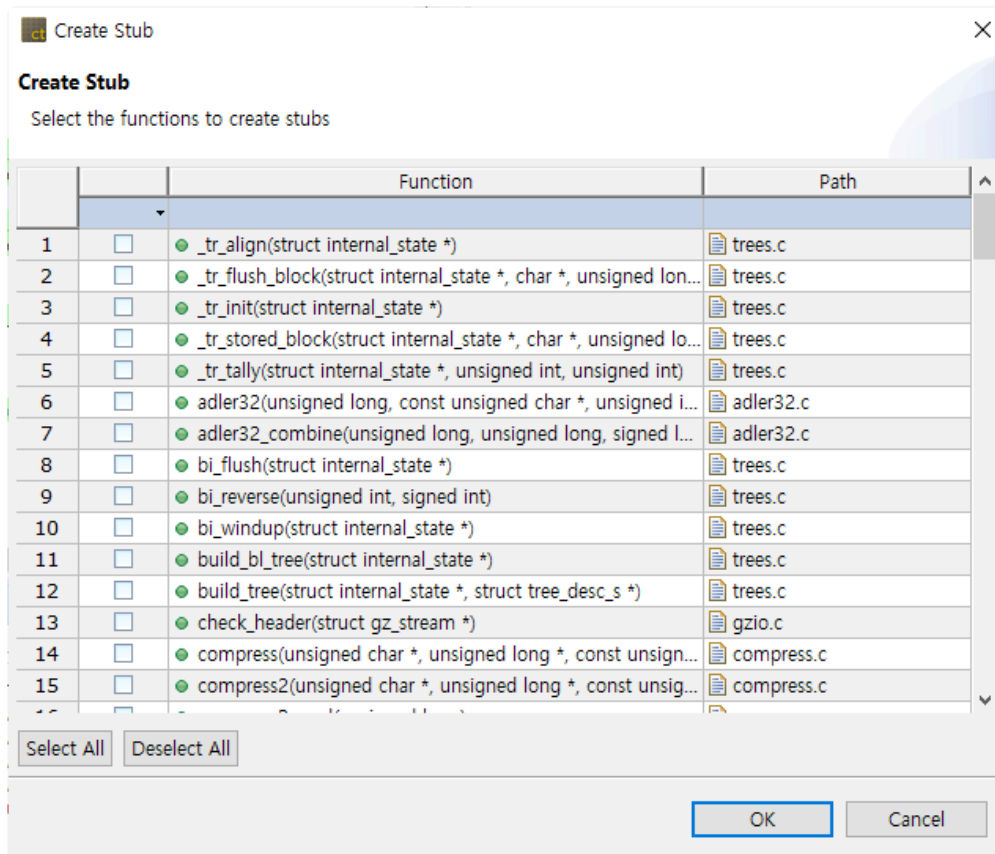 ct Create Stub
Create Stub
Select the functions to create stubs
Function Path
1 _tr_align(struct internal_state *) trees.c
2 _tr_flush_block(struct internal_state *, char *, unsigned lon... trees.c
3 _tr_init(struct internal_state *) trees.c
4 _tr_stored_block(struct internal_state *, char *, unsigned lo... trees.c
5 _tr_tally(struct internal_state *, unsigned int, unsigned int) trees.c
6 adler32(unsigned long, const unsigned char *, unsigned i... adler32.c
7 adler32_combine(unsigned long, unsigned long, signed l... adler32.c
8 bi_flush(struct internal_state *) trees.c
9 bi_reverse(unsigned int, signed int) trees.c
10 bi_windup(struct internal_state *) trees.c
11 build_bl_tree(struct internal_state *) trees.c
12 build_tree(struct internal_state *, struct tree_desc_s *) trees.c
13 check_header(struct gz_stream *) gzio.c
14 compress(unsigned char *, unsigned long *, const unsign... compress.c
15 compress2(unsigned char *, unsigned long *, const unsig... compress.c
Select All Deselect All
OK Cancel